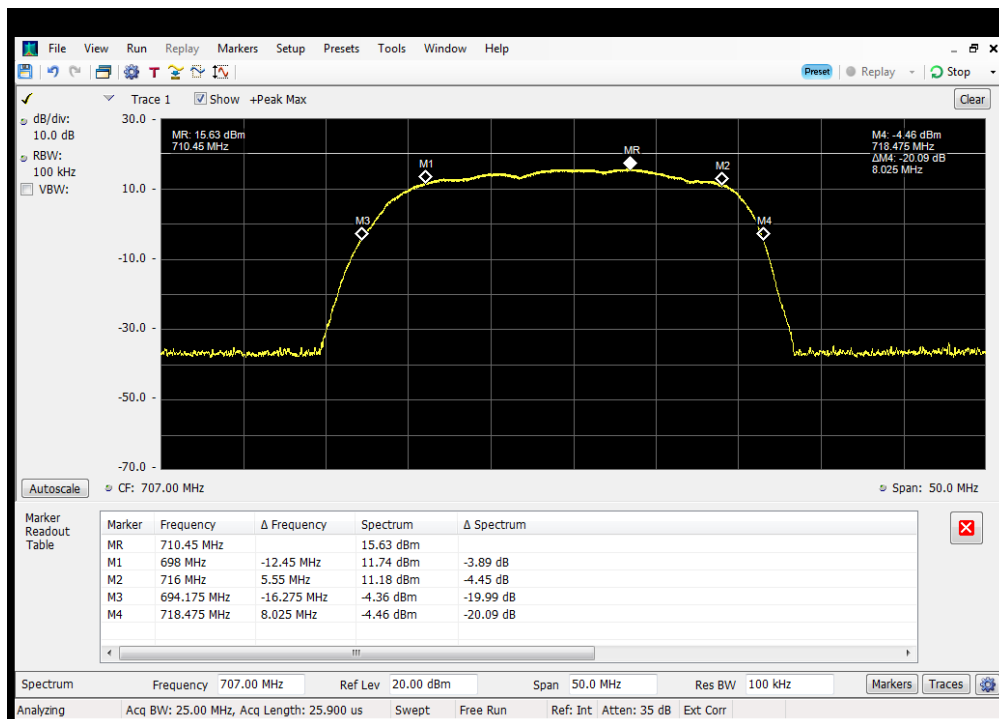 File View Run Replay Markers Setup Presets Tools Window Help
T Preset Replay Stop
Trace 1 Show +Peak Max Clear
dB/div:
10.0 dB
RBW:
100 kHz
VBW:
30.0
10.0
-10.0
-30.0
-50.0
-70.0
MR: 15.63 dBm
710.45 MHz
M4: -4.46 dBm
718.475 MHz
ΔM4: -20.09 dB
8.025 MHz
MR
M1
M2
M3
M4
Autoscale CF: 707.00 MHz Span: 50.0 MHz
Marker
Readout
Table
Marker Frequency Δ Frequency Spectrum Δ Spectrum
MR 710.45 MHz 15.63 dBm
M1 698 MHz -12.45 MHz 11.74 dBm -3.89 dB
M2 716 MHz 5.55 MHz 11.18 dBm -4.45 dB
M3 694.175 MHz -16.275 MHz -4.36 dBm -19.99 dB
M4 718.475 MHz 8.025 MHz -4.46 dBm -20.09 dB
Spectrum Frequency 707.00 MHz Ref Lev 20.00 dBm Span 50.0 MHz Res BW 100 kHz Markers Traces
Analyzing Acq BW: 25.00 MHz, Acq Length: 25.900 us Swept Free Run Ref: Int Atten: 35 dB Ext Corr